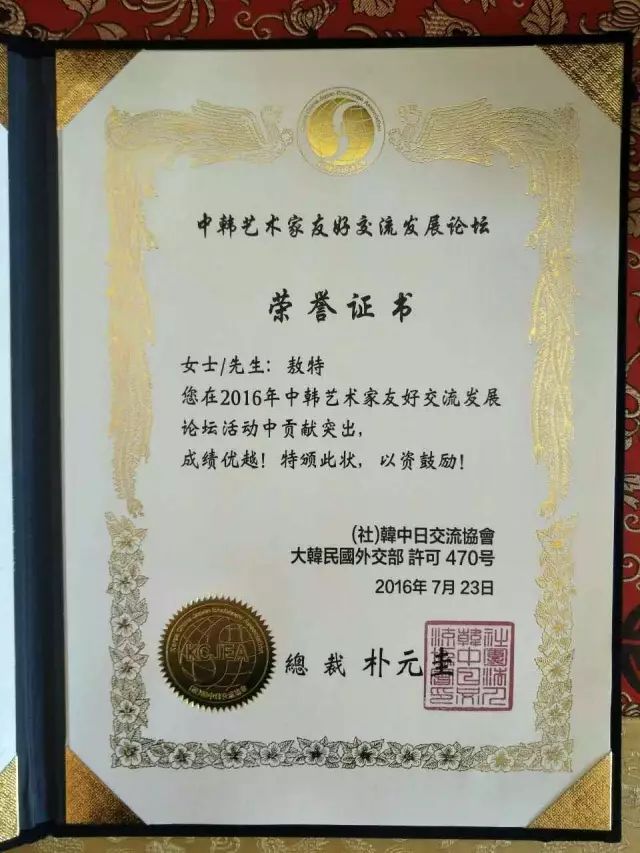 中韩艺术家友好交流发展论坛
荣誉证书
女士/先生: 敖特
您在2016年中韩艺术家友好交流发展
论坛活动中贡献突出,
成绩优越! 特颁此状, 以资鼓励!
(社)韓中日交流協會
大韓民國外交部 許可 470号
2016年 7月 23日
KCJEA
總裁 朴元圭